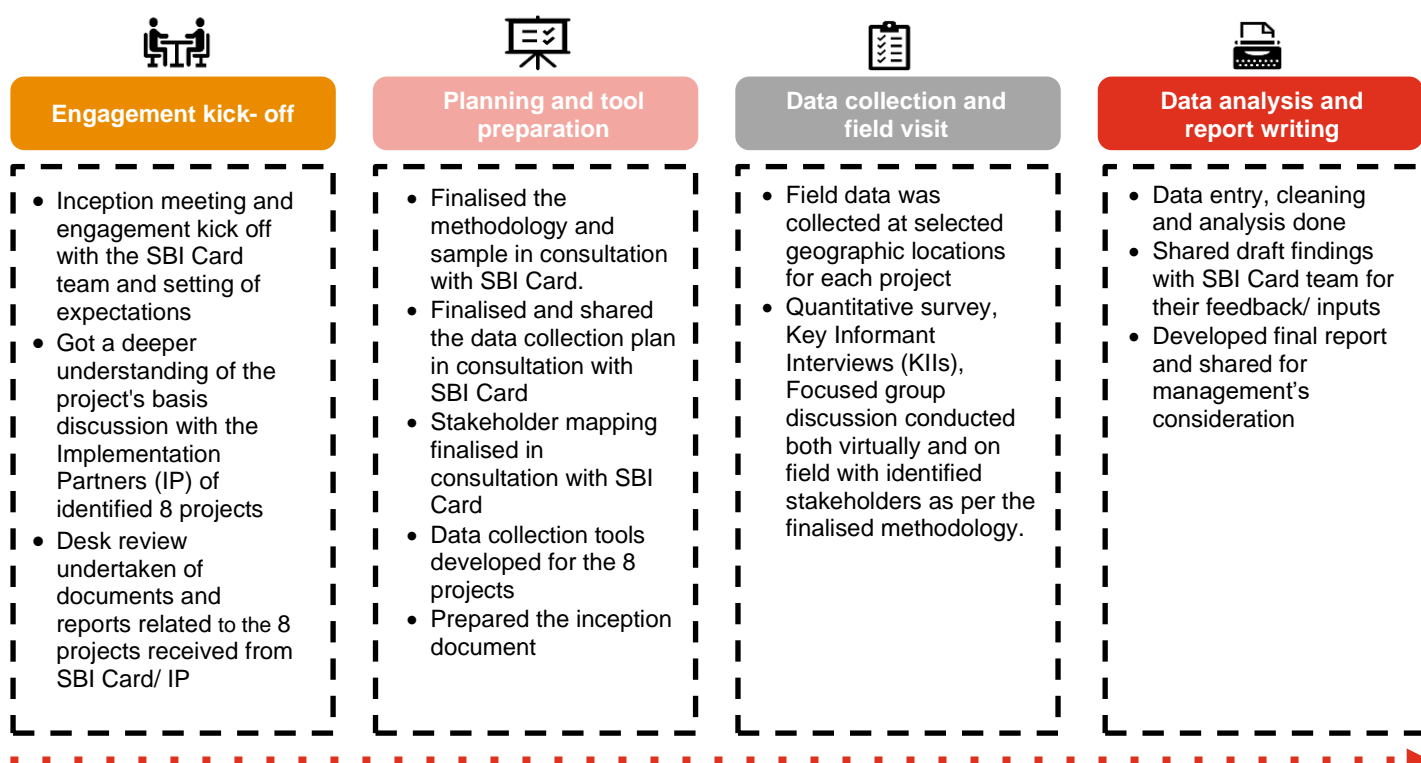 Engagement kick- off
• Inception meeting and
engagement kick off
with the SBI Card
team and setting of
expectations
• Got a deeper
understanding of the
project's basis
discussion with the
Implementation
Partners (IP) of
identified 8 projects
• Desk review
undertaken of
documents and
reports related to the 8
projects received from
SBI Card/ IP
Planning and tool
preparation
• Finalised the
methodology and
sample in consultation
with SBI Card.
• Finalised and shared
the data collection plan
in consultation with
SBI Card
• Stakeholder mapping
finalised in
consultation with SBI
Card
• Data collection tools
developed for the 8
projects
• Prepared the inception
document
Data collection and
field visit
• Field data was
collected at selected
geographic locations
for each project
• Quantitative survey,
Key Informant
Interviews (KIIs),
Focused group
discussion conducted
both virtually and on
field with identified
stakeholders as per the
finalised methodology.
Data analysis and
report writing
• Data entry, cleaning
and analysis done
• Shared draft findings
with SBI Card team for
their feedback/ inputs
• Developed final report
and shared for
management’s
consideration